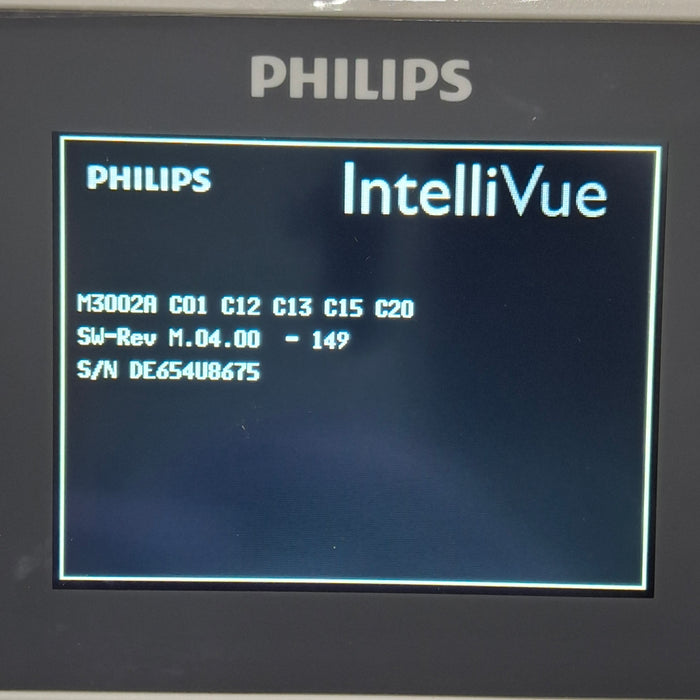 PHILIPS
PHILIPS IntelliVue
M3002A C01 C12 C13 C15 C20
SW-Rev M.04.00 - 149
S/N DE654U8675